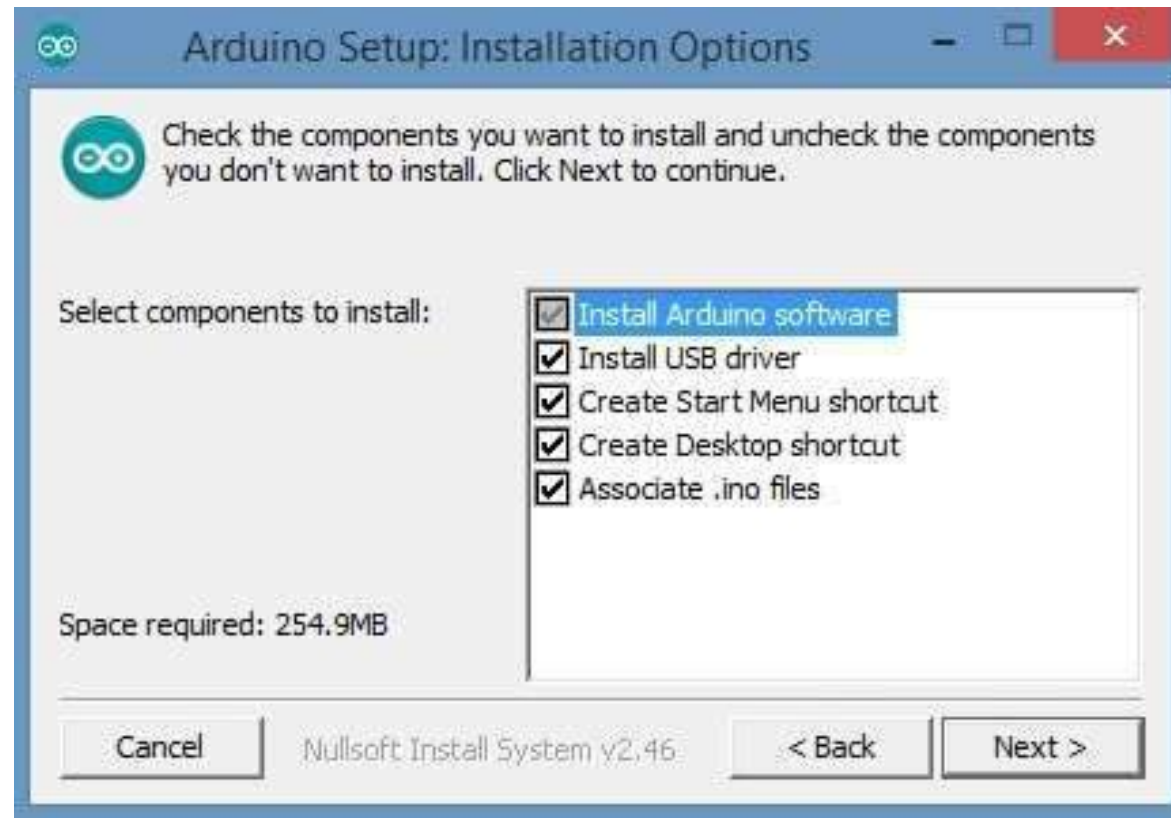 Arduino Setup: Installation Options
Check the components you want to install and uncheck the components
you don't want to install. Click Next to continue.
Select components to install:
Install Arduino software
Install USB driver
Create Start Menu shortcut
Create Desktop shortcut
Associate .ino files
Space required: 254.9MB
Cancel
Nullsoft Install System v2.46
< Back
Next >